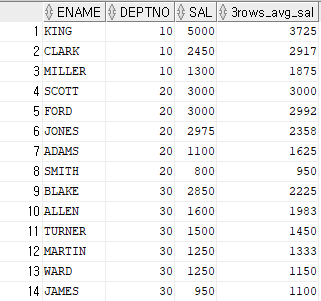 ENAME DEPTNO SAL 3rows_avg_sal
1 KING 10 5000 3725
2 CLARK 10 2450 2917
3 MILLER 10 1300 1875
4 SCOTT 20 3000 3000
5 FORD 20 3000 2992
6 JONES 20 2975 2358
7 ADAMS 20 1100 1625
8 SMITH 20 800 950
9 BLAKE 30 2850 2225
10 ALLEN 30 1600 1983
11 TURNER 30 1500 1450
12 MARTIN 30 1250 1333
13 WARD 30 1250 1150
14 JAMES 30 950 1100